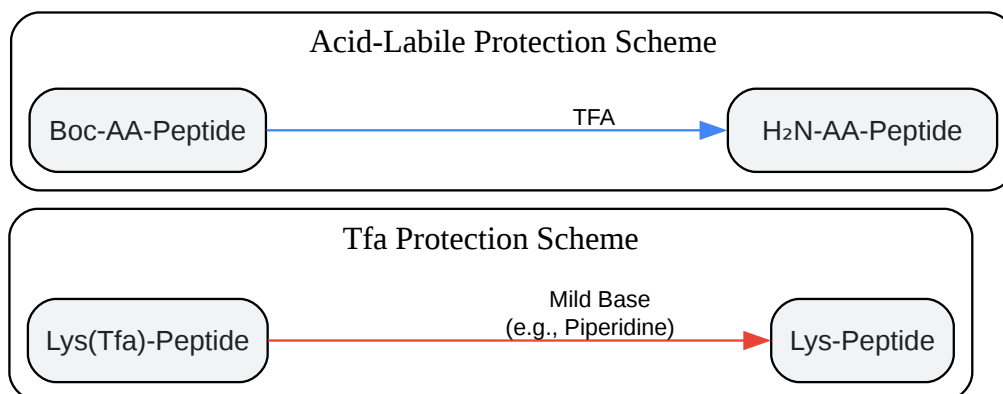 Acid-Labile Protection Scheme
Boc-AA-Peptide
TFA
H₂N-AA-Peptide
Tfa Protection Scheme
Lys(Tfa)-Peptide
Mild Base
(e.g., Piperidine)
Lys-Peptide